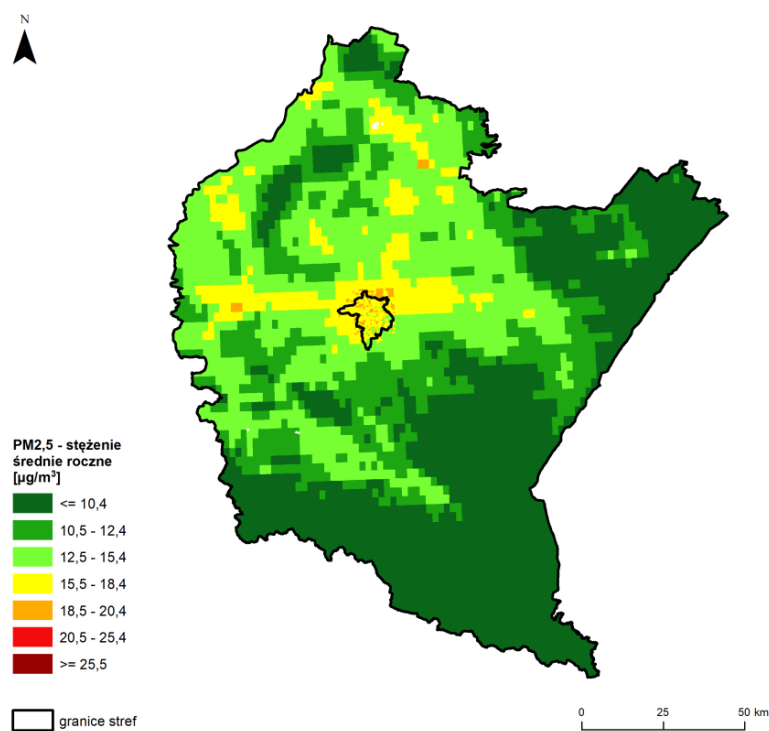 N
PM2,5 - stężenie
średnie roczne
[µg/m³]
<= 10,4
10,5 - 12,4
12,5 - 15,4
15,5 - 18,4
18,5 - 20,4
20,5 - 25,4
>= 25,5
granice stref
0 25 50 km